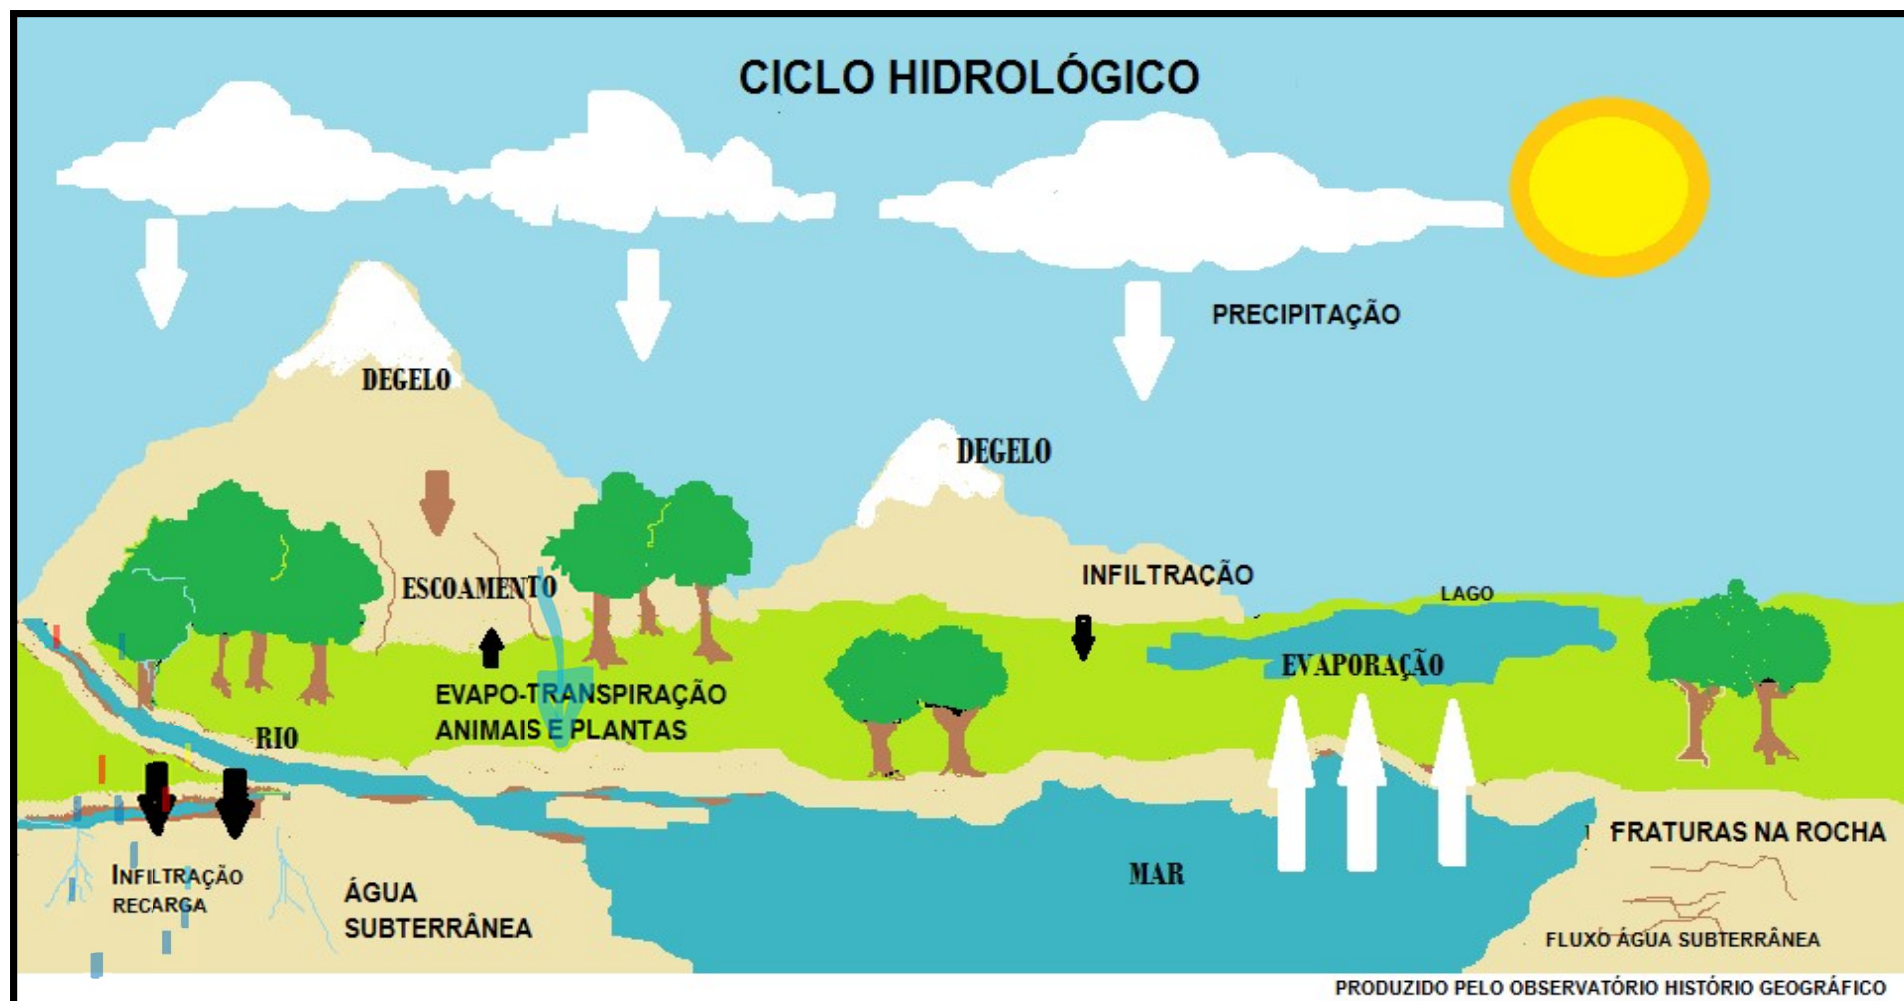 CICLO HIDROLÓGICO
PRECIPITAÇÃO
DEGELO
DEGELO
ESCOAMENTO
INFILTRAÇÃO
LAGO
EVAPORAÇÃO
EVAPO-TRANSPIRAÇÃO
ANIMAIS E PLANTAS
RIO
MAR
FRATURAS NA ROCHA
INFILTRAÇÃO
RECARGA
ÁGUA
SUBTERRÂNEA
FLUXO ÁGUA SUBTERRÂNEA
PRODUZIDO PELO OBSERVATÓRIO HISTÓRIO GEOGRÁFICO